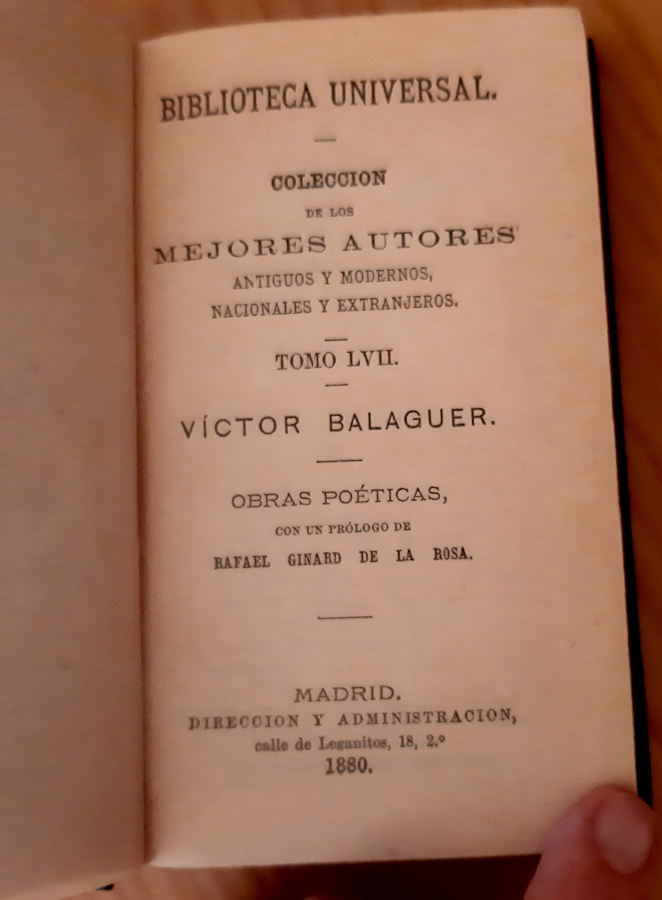 BIBLIOTECA UNIVERSAL.
COLECCION
DE LOS
MEJORES AUTORES
ANTIGUOS Y MODERNOS,
NACIONALES Y EXTRANJEROS.
TOMO LVII.
VÍCTOR BALAGUER.
OBRAS POÉTICAS,
CON UN PRÓLOGO DE
RAFAEL GINARD DE LA ROSA.
MADRID.
DIRECCION Y ADMINISTRACION,
calle de Leganitos, 18, 2.º
1880.